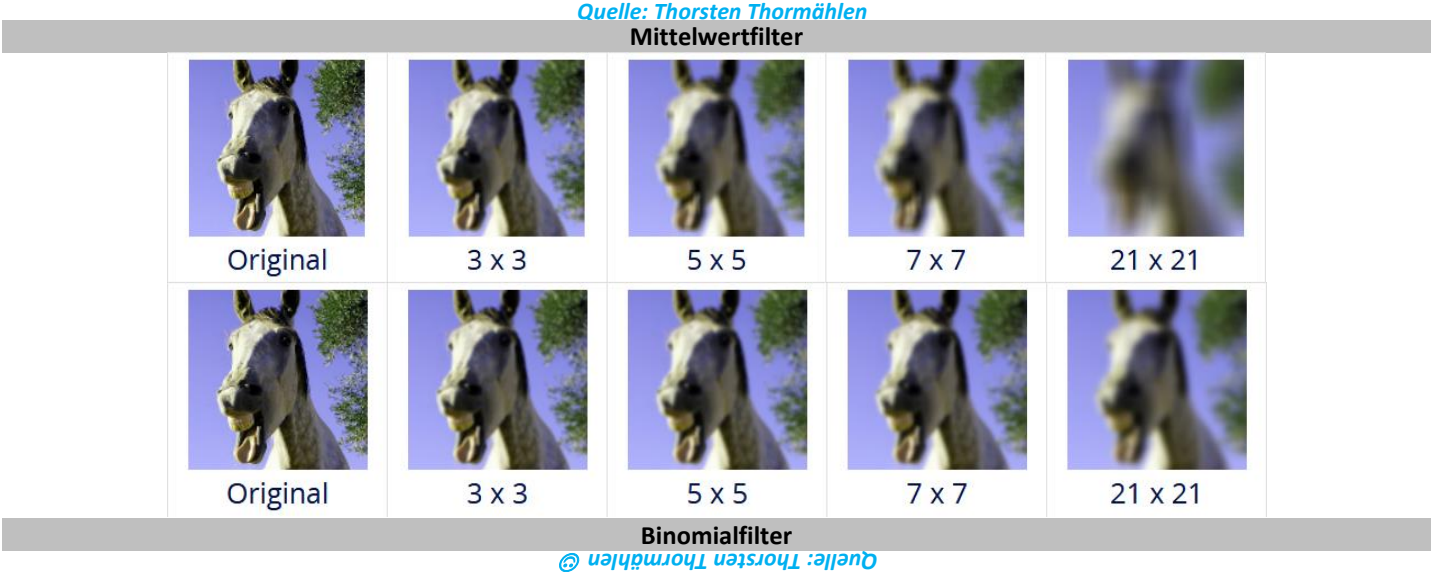 Quelle: Thorsten Thormählen
Mittelwertfilter
Original 3 x 3 5 x 5 7 x 7 21 x 21
Original 3 x 3 5 x 5 7 x 7 21 x 21
Binomialfilter
Quelle: Thorsten Thormählen 🙃